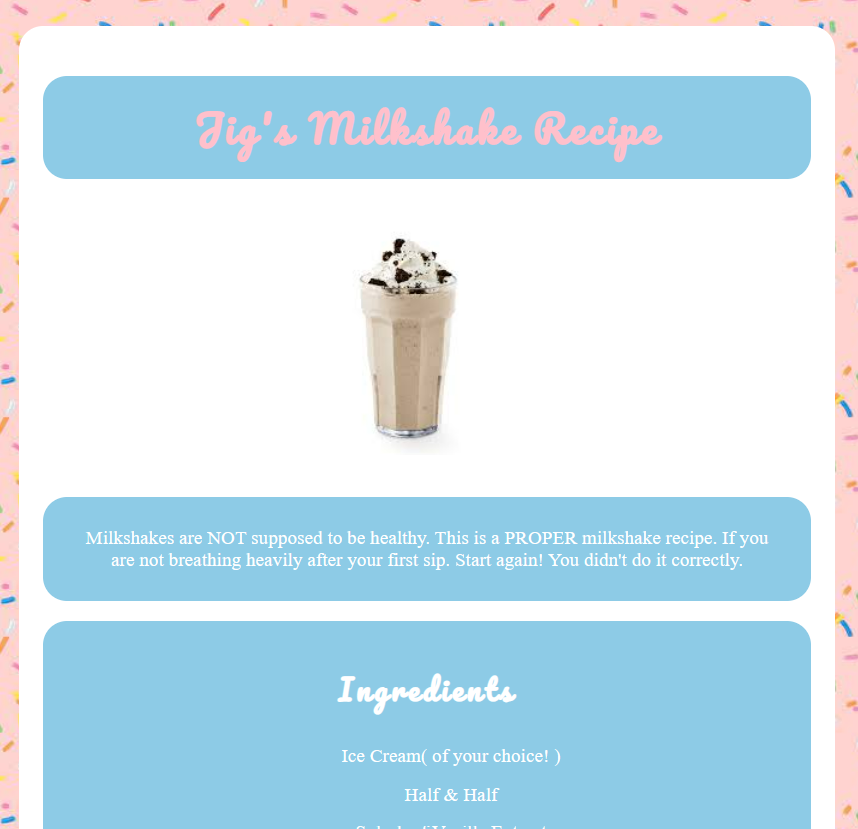 Jig's Milkshake Recipe
Milkshakes are NOT supposed to be healthy. This is a PROPER milkshake recipe. If you
are not breathing heavily after your first sip. Start again! You didn't do it correctly.
Ingredients
Ice Cream( of your choice! )
Half & Half